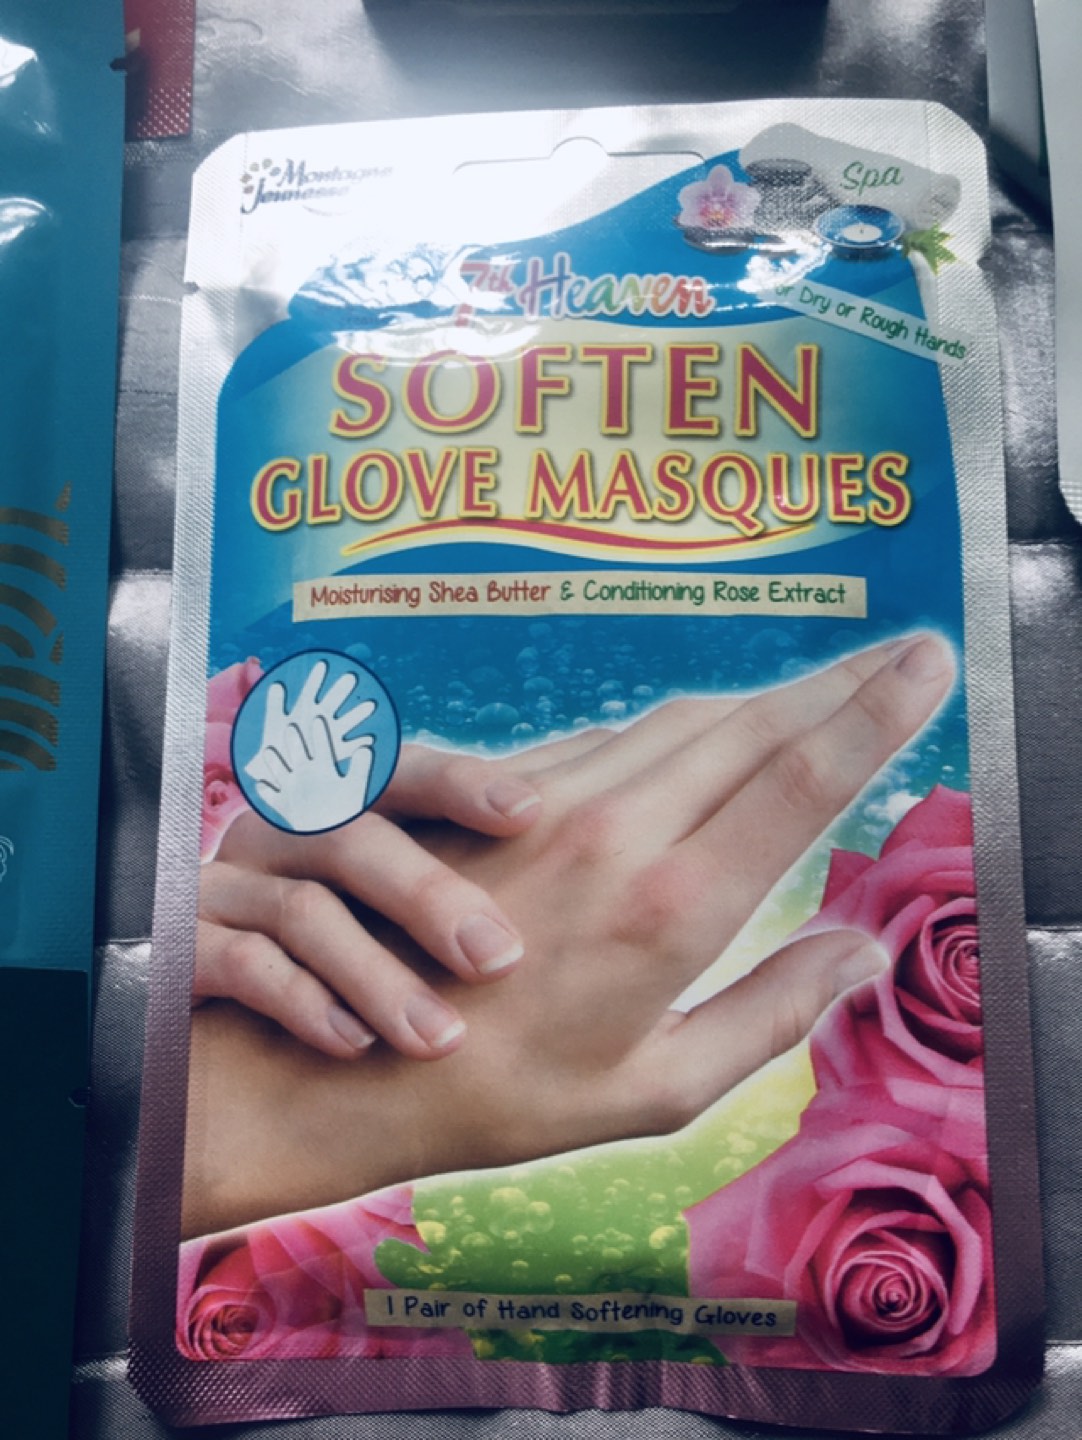 Montagne
Jeunesse
Spa
7th Heaven
or Dry or Rough Hands
SOFTEN
GLOVE MASQUES
Moisturising Shea Butter & Conditioning Rose Extract
1 Pair of Hand Softening Gloves